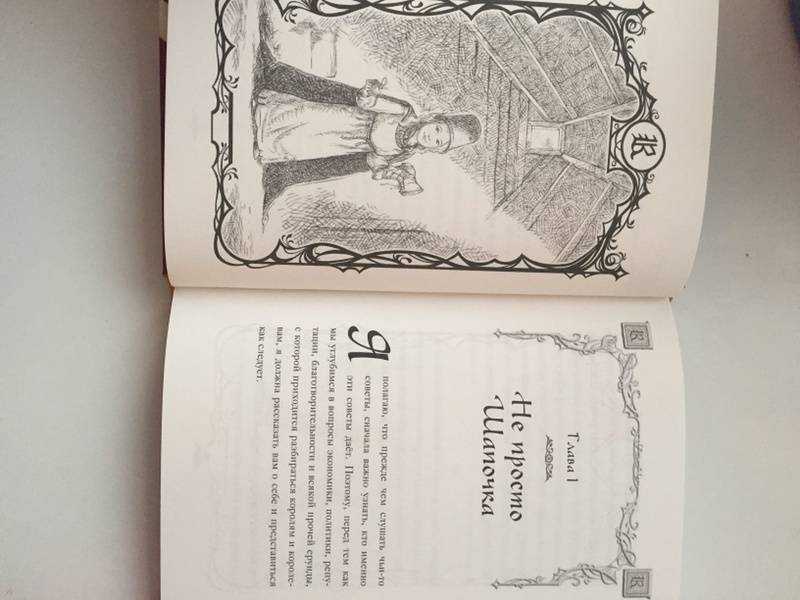 Глава 1
Не просто
Шапочка
Я полагаю, что прежде чем слушать чьи-то
советы, сначала важно узнать, кто именно
эти советы даёт. Поэтому, перед тем как
мы углубимся в вопросы экономики, политики, репу-
тации, благотворительности и всякой прочей ерунды,
с которой приходится разбираться королям и короле-
вам, я должна рассказать вам о себе и представиться
как следует.